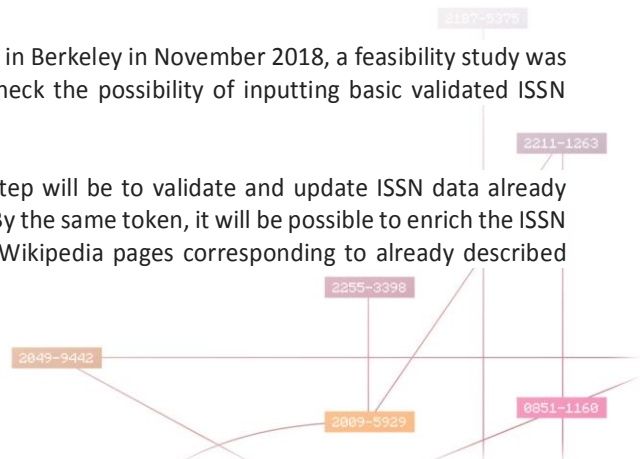 2187-5375
in Berkeley in November 2018, a feasibility study was
heck the possibility of inputting basic validated ISSN
2211-1263
step will be to validate and update ISSN data already
By the same token, it will be possible to enrich the ISSN
Wikipedia pages corresponding to already described
2255-3398
2049-9442
2009-5929
0851-1160